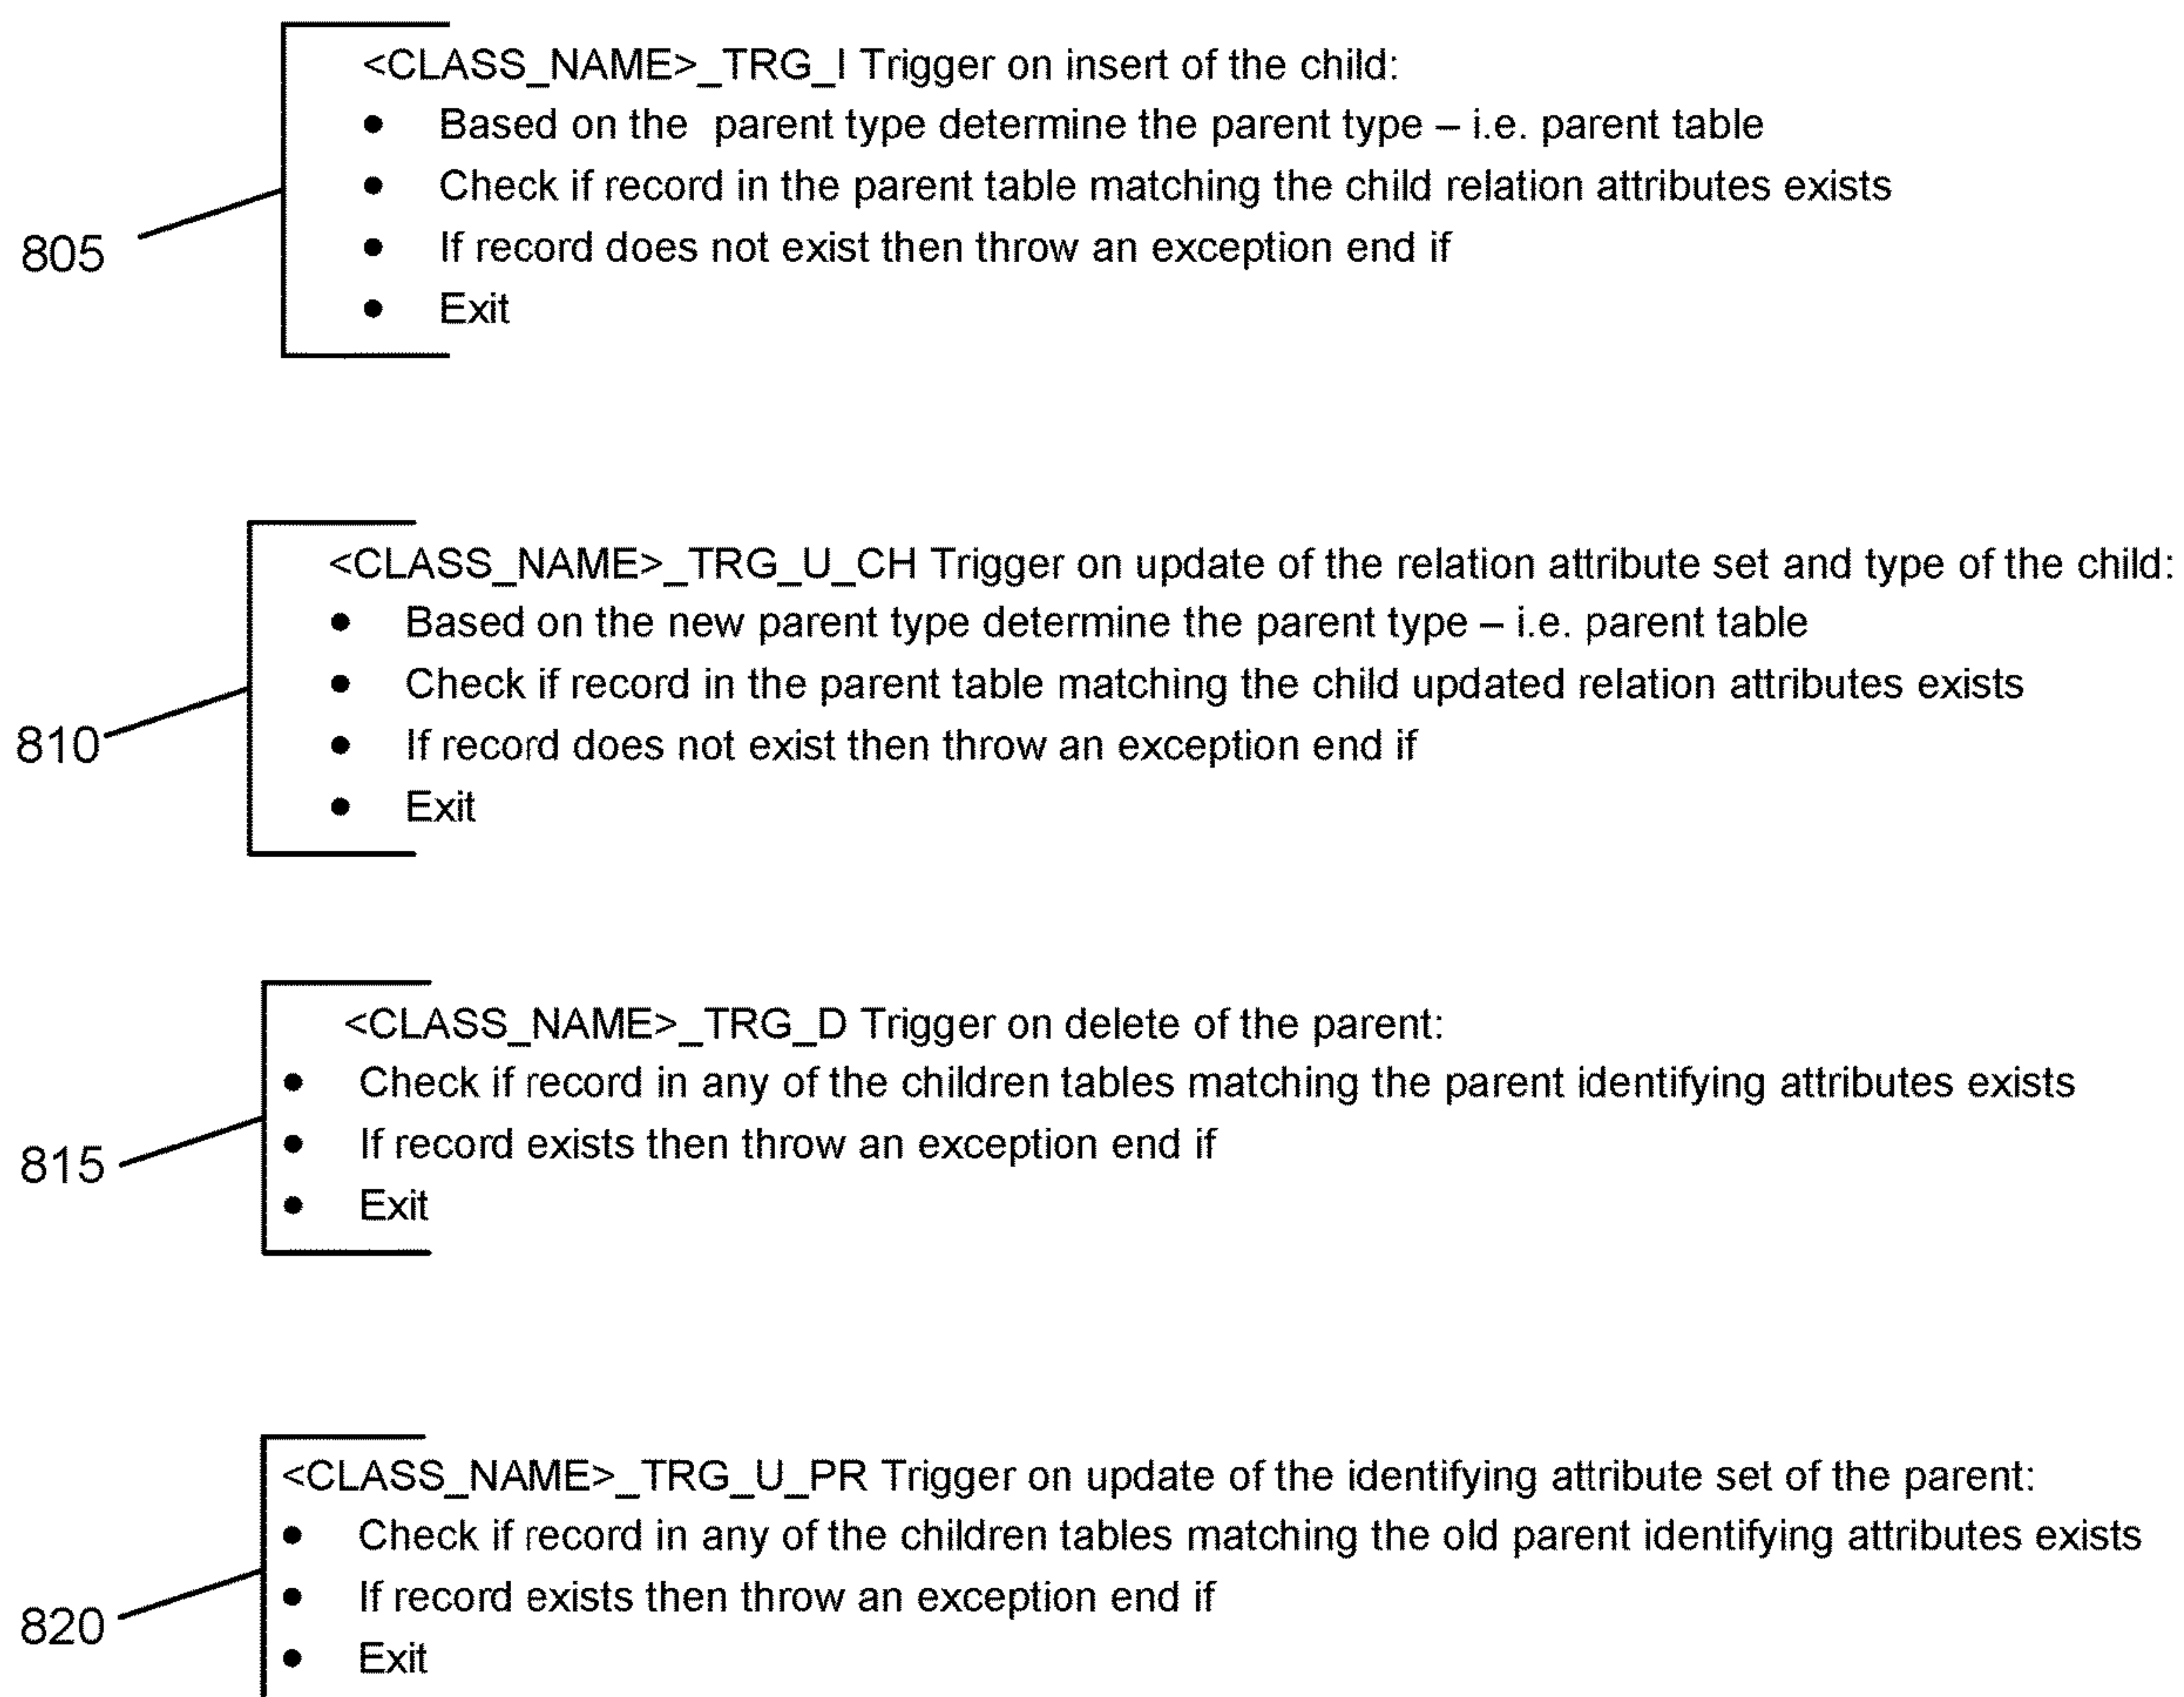 <CLASS_NAME>_TRG_I Trigger on insert of the child:
● Based on the parent type determine the parent type – i.e. parent table
● Check if record in the parent table matching the child relation attributes exists
805
● If record does not exist then throw an exception end if
● Exit
<CLASS_NAME>_TRG_U_CH Trigger on update of the relation attribute set and type of the child:
● Based on the new parent type determine the parent type – i.e. parent table
● Check if record in the parent table matching the child updated relation attributes exists
810
● If record does not exist then throw an exception end if
● Exit
<CLASS_NAME>_TRG_D Trigger on delete of the parent:
● Check if record in any of the children tables matching the parent identifying attributes exists
● If record exists then throw an exception end if
815
● Exit
<CLASS_NAME>_TRG_U_PR Trigger on update of the identifying attribute set of the parent:
● Check if record in any of the children tables matching the old parent identifying attributes exists
● If record exists then throw an exception end if
820
● Exit